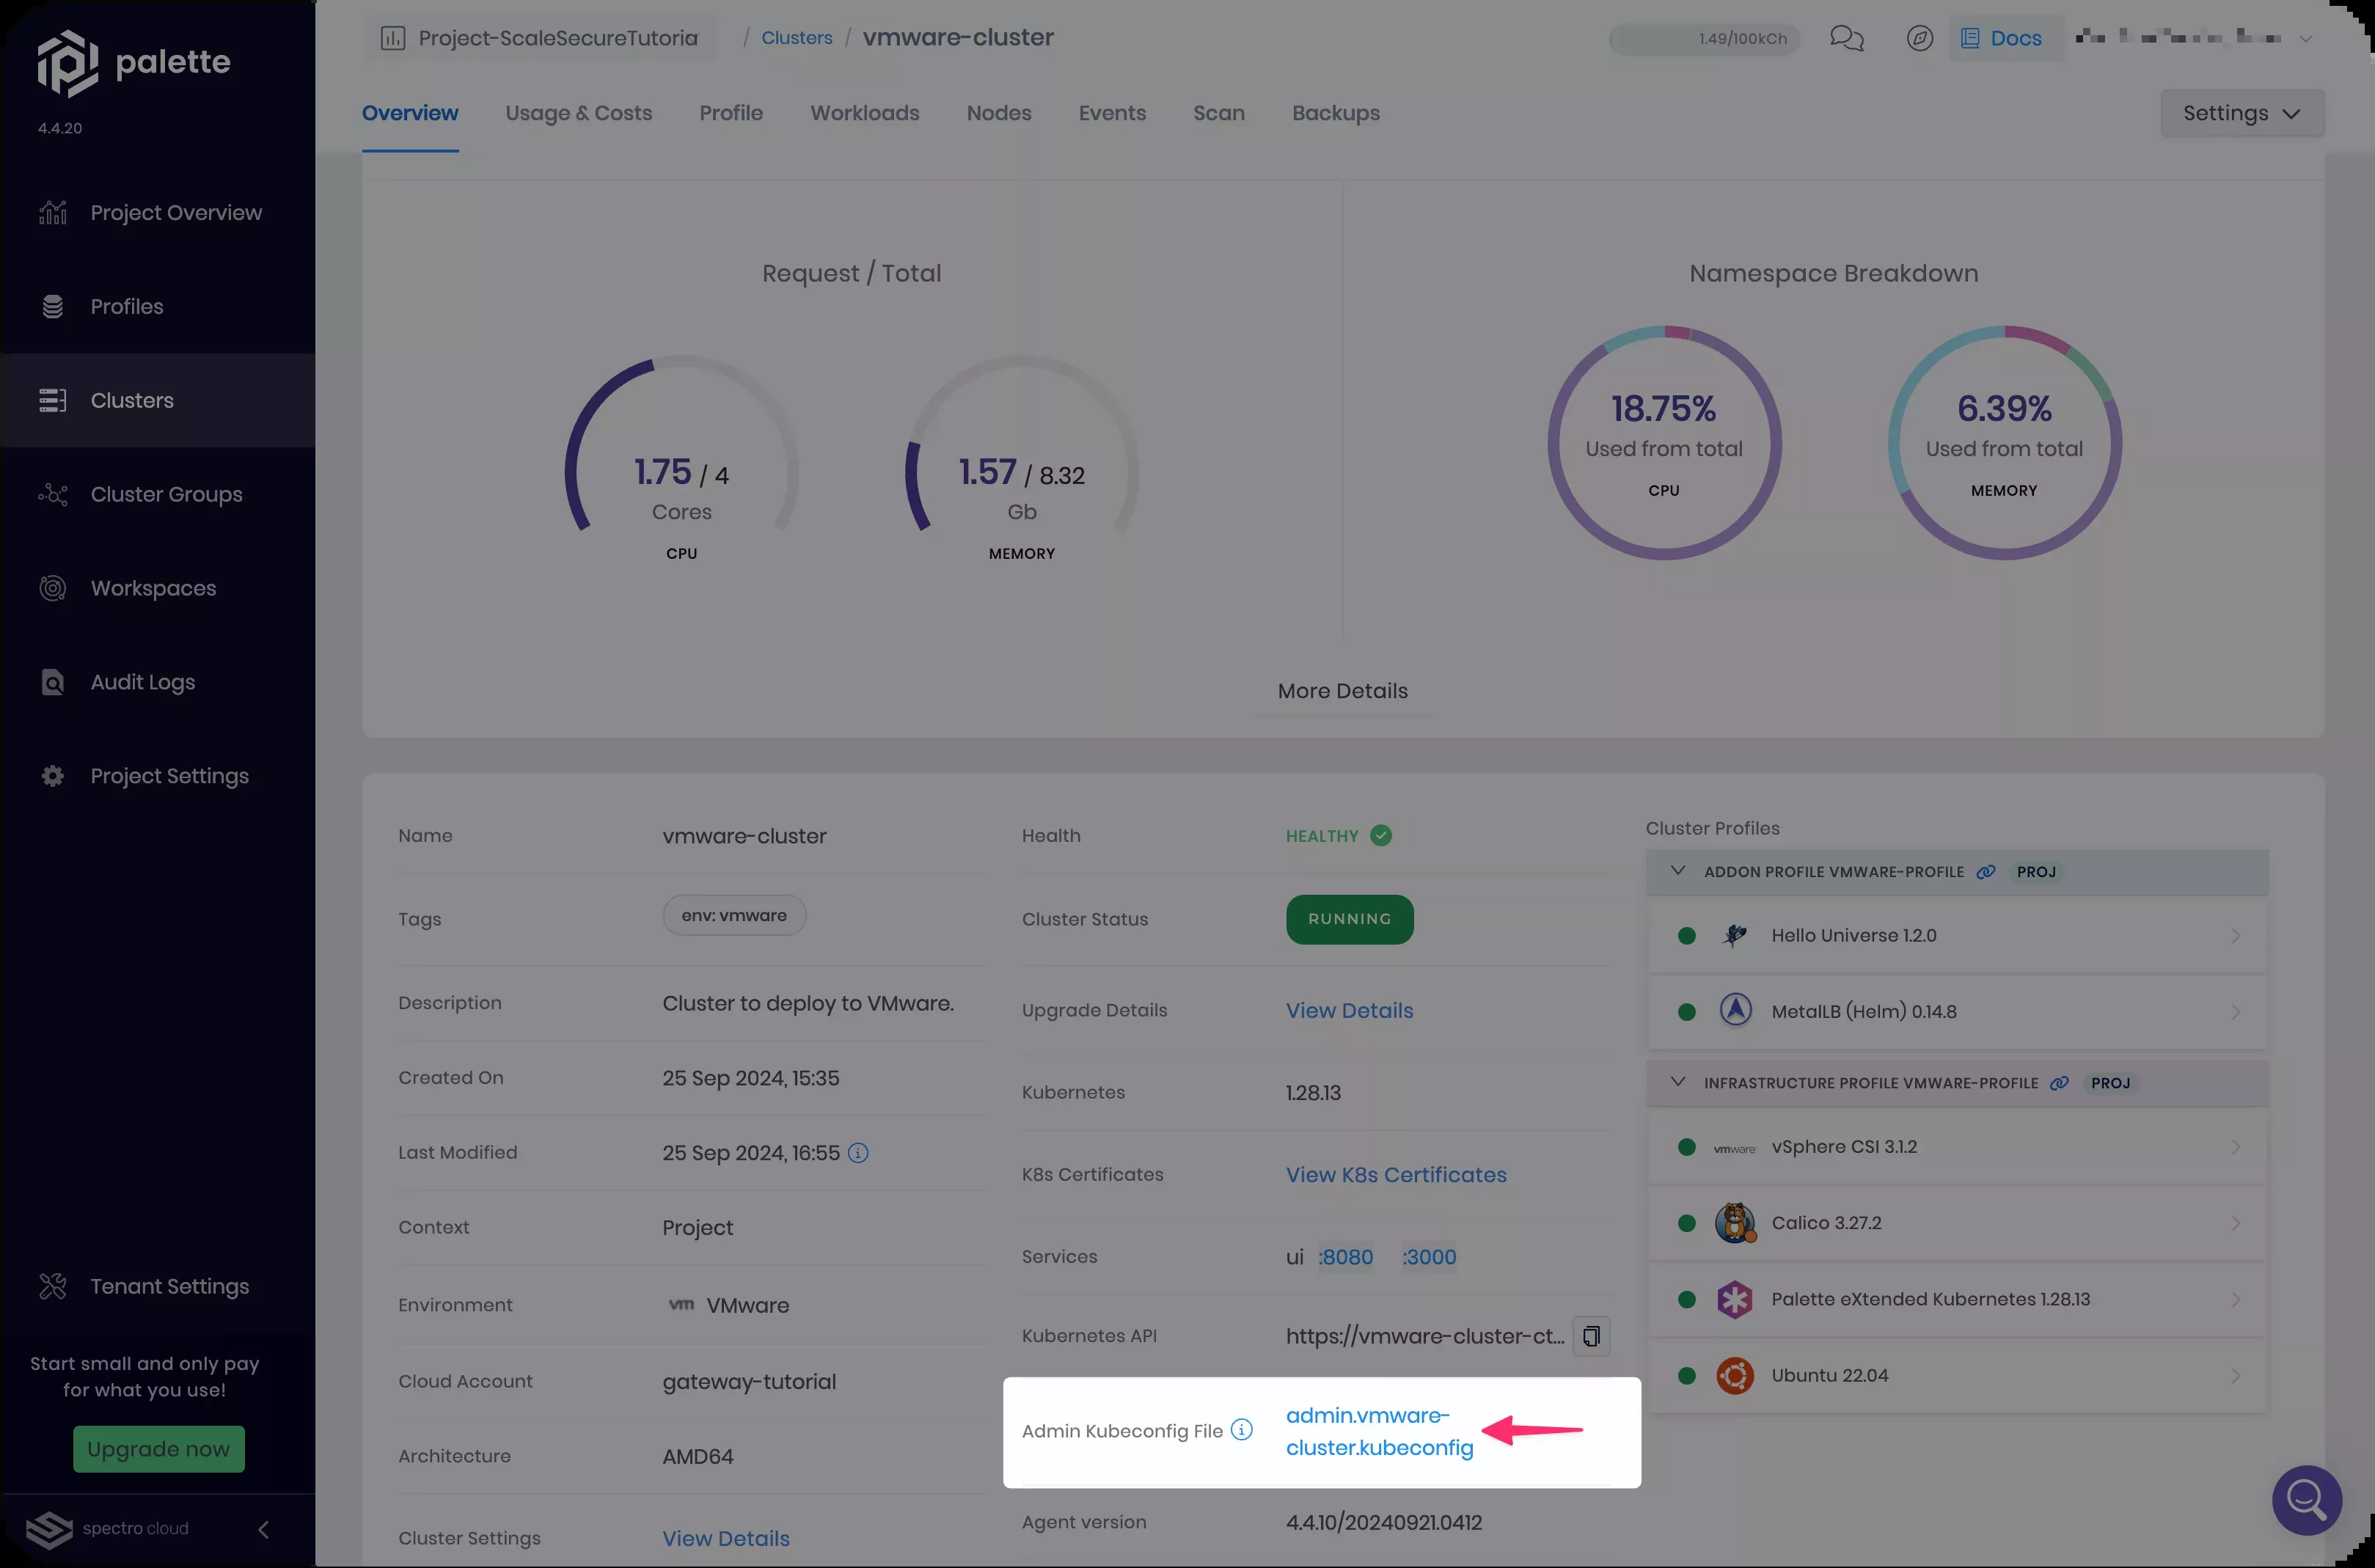 palette
4.4.20
Project Overview
Profiles
Clusters
Cluster Groups
Workspaces
Audit Logs
Project Settings
Tenant Settings
Start small and only pay
for what you use!
Upgrade now
spectro cloud
Project-ScaleSecureTutoria
/ Clusters / vmware-cluster
1.49/100kCh
Docs
Overview
Usage & Costs
Profile
Workloads
Nodes
Events
Scan
Backups
Settings
Request / Total
1.75 / 4
Cores
CPU
1.57 / 8.32
Gb
MEMORY
Namespace Breakdown
18.75%
Used from total
CPU
6.39%
Used from total
MEMORY
More Details
Name vmware-cluster
Tags env: vmware
Description Cluster to deploy to VMware.
Created On 25 Sep 2024, 15:35
Last Modified 25 Sep 2024, 16:55
Context Project
Environment vm VMware
Cloud Account gateway-tutorial
Architecture AMD64
Cluster Settings View Details
Health HEALTHY
Cluster Status RUNNING
Upgrade Details View Details
Kubernetes 1.28.13
K8s Certificates View K8s Certificates
Services ui :8080 :3000
Kubernetes API https://vmware-cluster-ct...
Admin Kubeconfig File admin.vmware-
cluster.kubeconfig
Agent version 4.4.10/20240921.0412
Cluster Profiles
ADDON PROFILE VMWARE-PROFILE PROJ
Hello Universe 1.2.0
MetalLB (Helm) 0.14.8
INFRASTRUCTURE PROFILE VMWARE-PROFILE PROJ
vmware vSphere CSI 3.1.2
Calico 3.27.2
Palette eXtended Kubernetes 1.28.13
Ubuntu 22.04